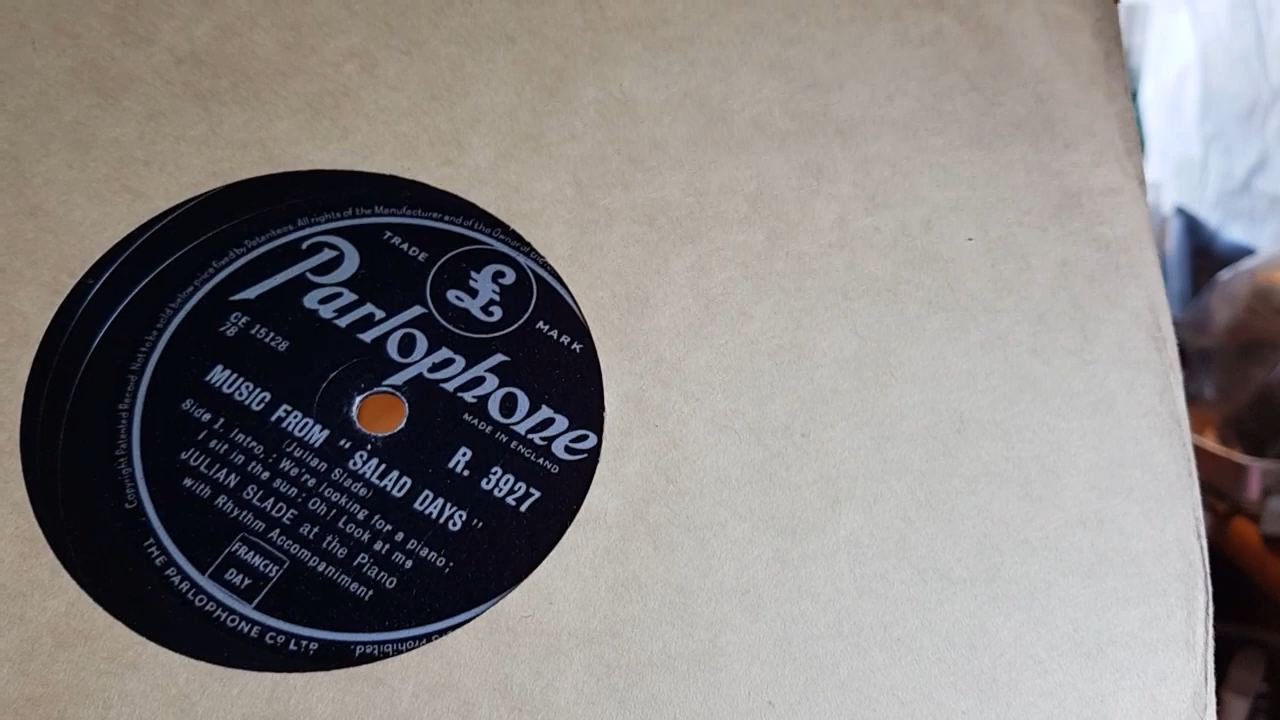 Copyright Patented Record. Not to be sold below price fixed by Patentees. All rights of the Manufacturer and of the Owner of
TRADE £ MARK
Parlophone
MADE IN ENGLAND
CE 15128
78
R. 3927
MUSIC FROM "SALAD DAYS"
(Julian Slade)
Side 1. Intro.: We're looking for a piano;
I sit in the sun; Oh! Look at me
JULIAN SLADE at the Piano
with Rhythm Accompaniment
FRANCIS
DAY
THE PARLOPHONE Cº LTD
Prohibited.